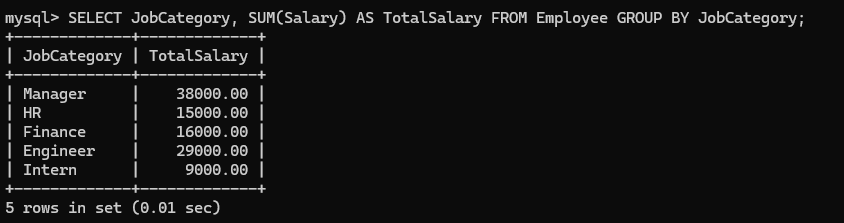 mysql> SELECT JobCategory, SUM(Salary) AS TotalSalary FROM Employee GROUP BY JobCategory;
+-------------+-------------+
| JobCategory | TotalSalary |
+-------------+-------------+
| Manager     |    38000.00 |
| HR          |    15000.00 |
| Finance     |    16000.00 |
| Engineer    |    29000.00 |
| Intern      |     9000.00 |
+-------------+-------------+
5 rows in set (0.01 sec)